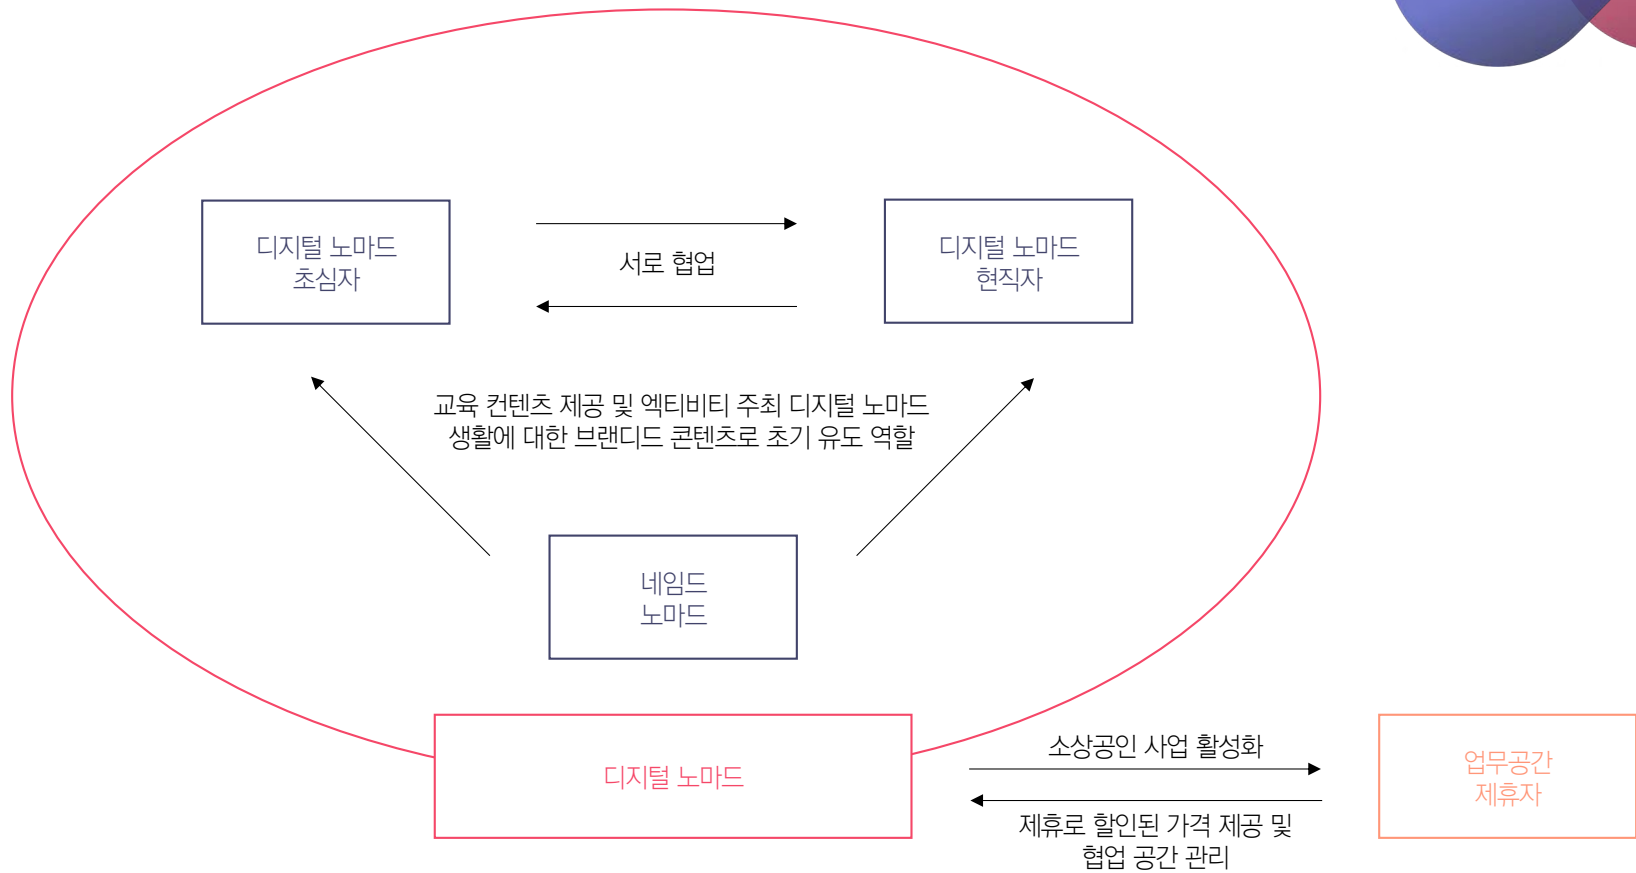 디지털 노마드
초심자
서로 협업
디지털 노마드
현직자
교육 컨텐츠 제공 및 엑티비티 주최 디지털 노마드
생활에 대한 브랜디드 콘텐츠로 초기 유도 역할
네임드
노마드
디지털 노마드
소상공인 사업 활성화
제휴로 할인된 가격 제공 및
협업 공간 관리
업무공간
제휴자